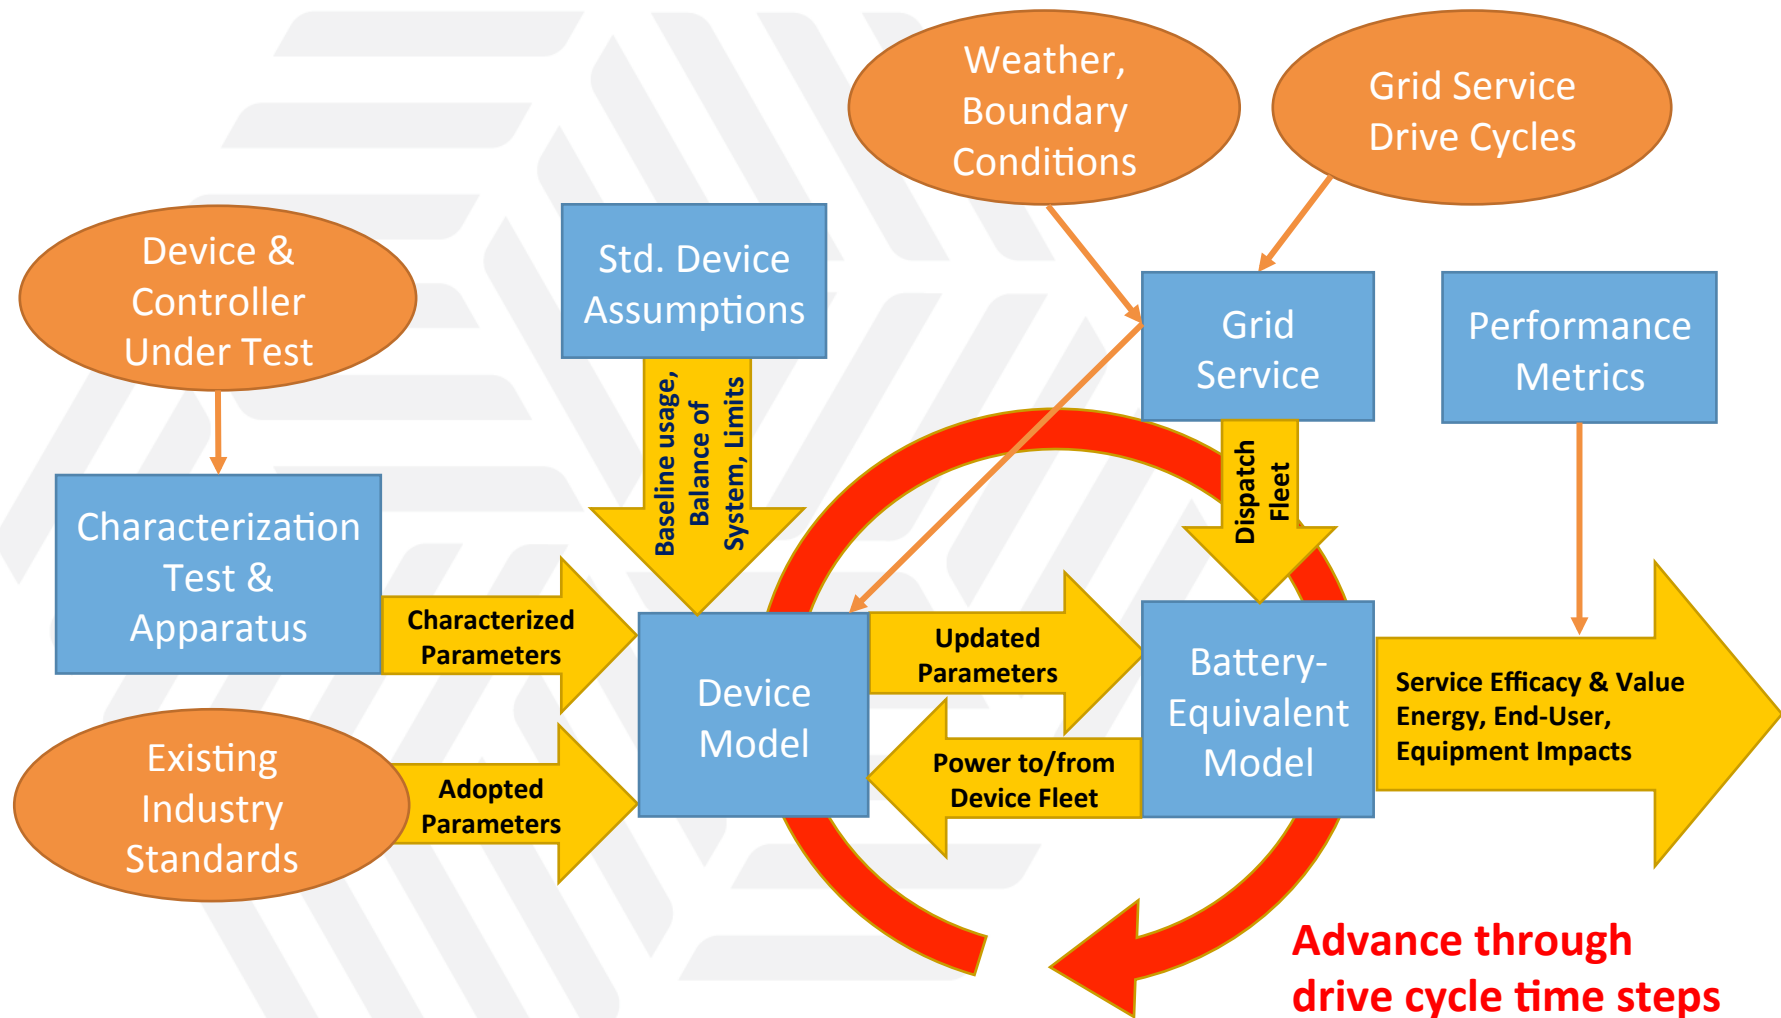 Weather,
Boundary
Conditions
Grid Service
Drive Cycles
Device &
Controller
Under Test
Std. Device
Assumptions
Grid
Service
Performance
Metrics
Baseline usage,
Balance of
System, Limits
Dispatch
Fleet
Characterization
Test &
Apparatus
Characterized
Parameters
Device
Model
Updated
Parameters
Power to/from
Device Fleet
Battery-
Equivalent
Model
Service Efficacy & Value
Energy, End-User,
Equipment Impacts
Existing
Industry
Standards
Adopted
Parameters
Advance through
drive cycle time steps